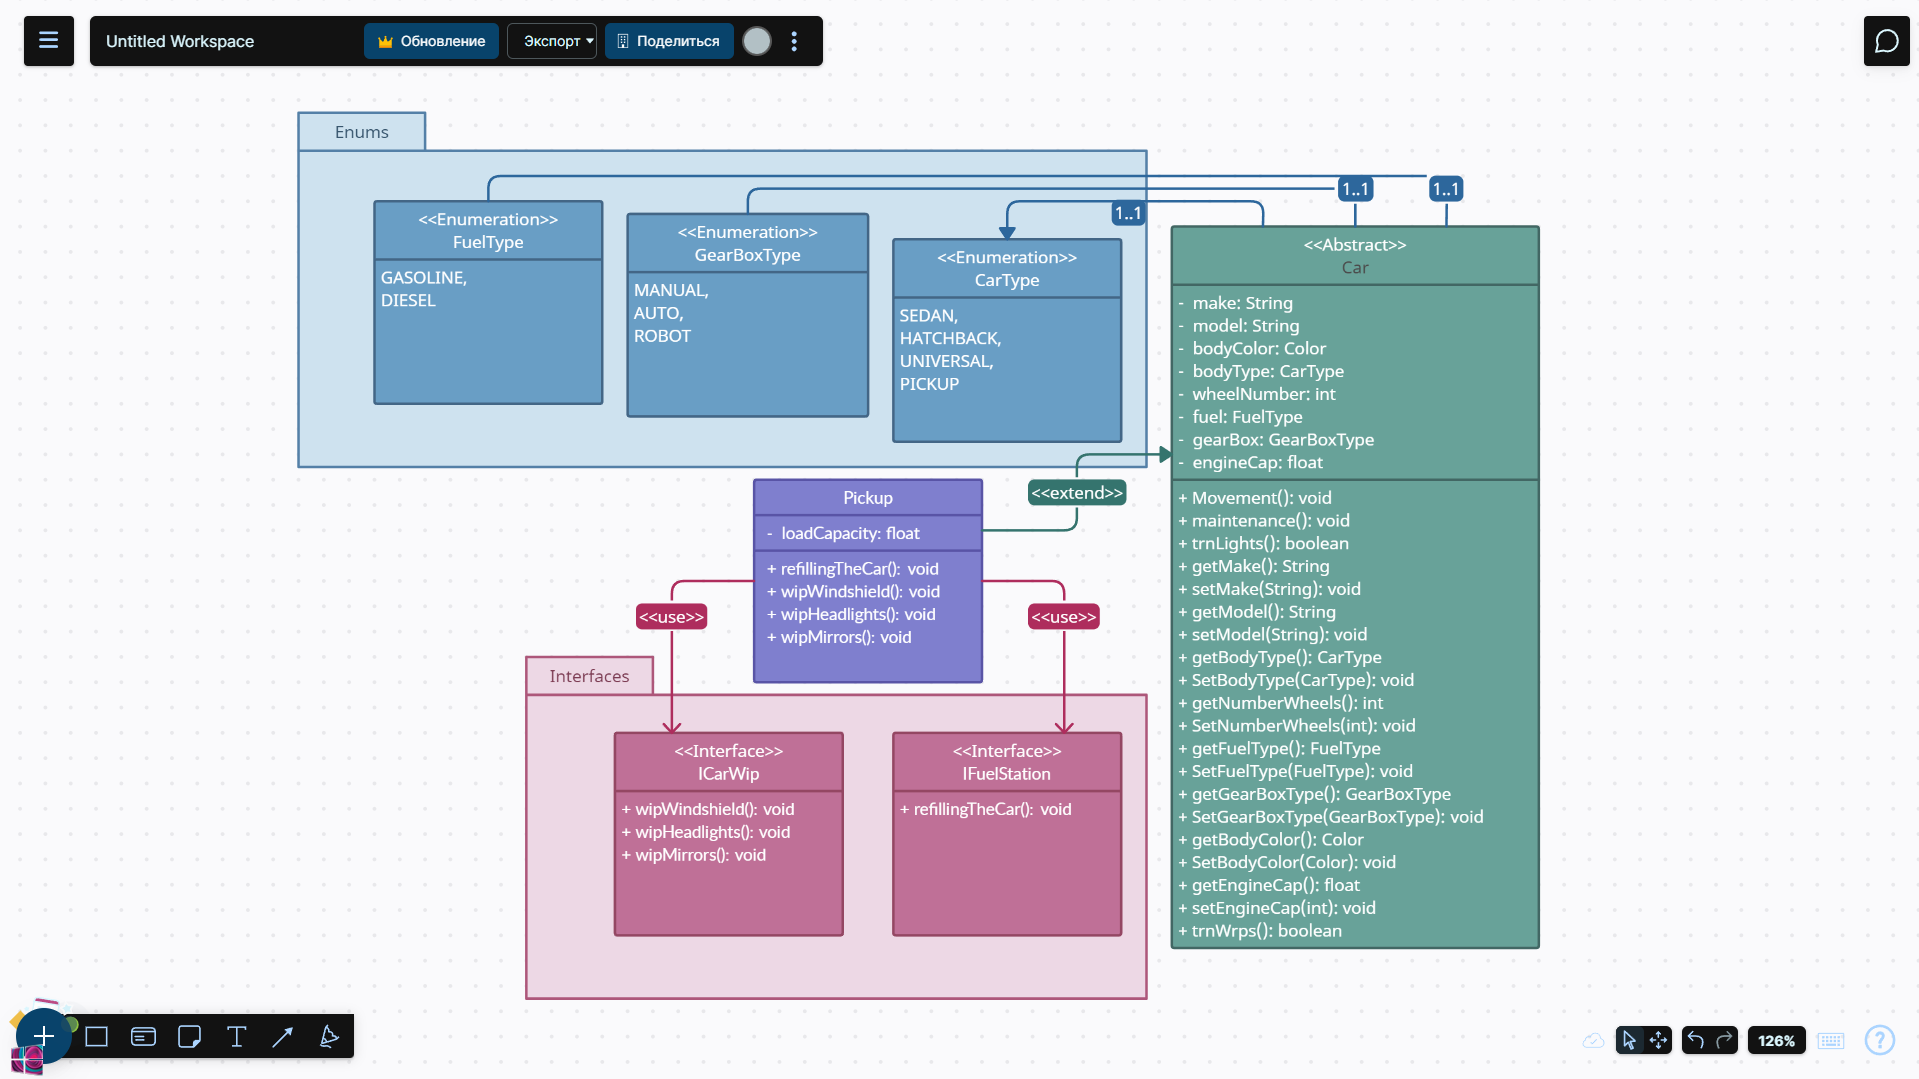 Untitled Workspace
Обновление
Экспорт
Поделиться
Enums
<<Enumeration>>
FuelType
GASOLINE,
DIESEL
<<Enumeration>>
GearBoxType
MANUAL,
AUTO,
ROBOT
<<Enumeration>>
CarType
SEDAN,
HATCHBACK,
UNIVERSAL,
PICKUP
1..1
1..1
1..1
<<Abstract>>
Car
- make: String
- model: String
- bodyColor: Color
- bodyType: CarType
- wheelNumber: int
- fuel: FuelType
- gearBox: GearBoxType
- engineCap: float
+ Movement(): void
+ maintenance(): void
+ trnLights(): boolean
+ getMake(): String
+ setMake(String): void
+ getModel(): String
+ setModel(String): void
+ getBodyType(): CarType
+ SetBodyType(CarType): void
+ getNumberWheels(): int
+ SetNumberWheels(int): void
+ getFuelType(): FuelType
+ SetFuelType(FuelType): void
+ getGearBoxType(): GearBoxType
+ SetGearBoxType(GearBoxType): void
+ getBodyColor(): Color
+ SetBodyColor(Color): void
+ getEngineCap(): float
+ setEngineCap(int): void
+ trnWrps(): boolean
<<extend>>
Pickup
- loadCapacity: float
+ refillingTheCar(): void
+ wipWindshield(): void
+ wipHeadlights(): void
+ wipMirrors(): void
<<use>>
<<use>>
Interfaces
<<Interface>>
ICarWip
+ wipWindshield(): void
+ wipHeadlights(): void
+ wipMirrors(): void
<<Interface>>
IFuelStation
+ refillingTheCar(): void
126%